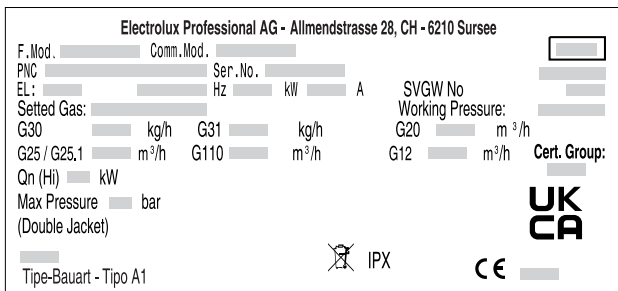 Electrolux Professional AG - Allmendstrasse 28, CH - 6210 Sursee
F.Mod. Comm.Mod.
PNC Ser.No.
EL: Hz kW A SVGW No
Setted Gas: Working Pressure:
G30 kg/h G31 kg/h G20 m³/h
G25 / G25.1 m³/h G110 m³/h G12 m³/h Cert. Group:
Qn (Hi) kW
Max Pressure bar
(Double Jacket)
UK
CA
IPX
CE
Tipe-Bauart - Tipo A1